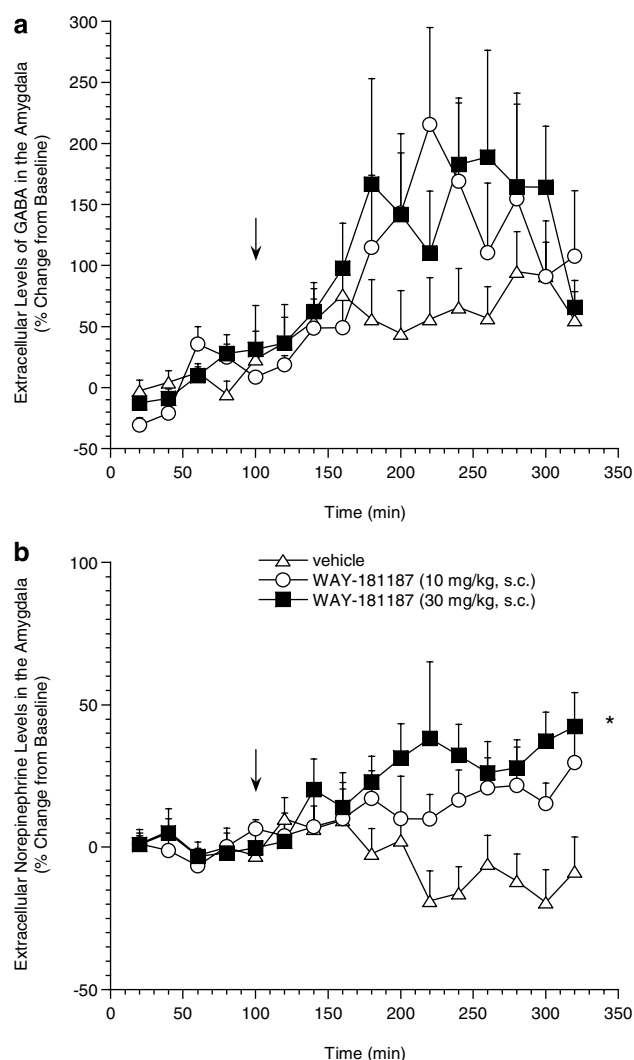 a
Extracellular Levels of GABA in the Amygdala
(% Change from Baseline)
300
250
200
150
100
50
0
-50
0 50 100 150 200 250 300 350
Time (min)
b
Extracellular Norepinephrine Levels in the Amygdala
(% Change from Baseline)
100
50
0
-50
vehicle
WAY-181187 (10 mg/kg, s.c.)
WAY-181187 (30 mg/kg, s.c.)
*
0 50 100 150 200 250 300 350
Time (min)